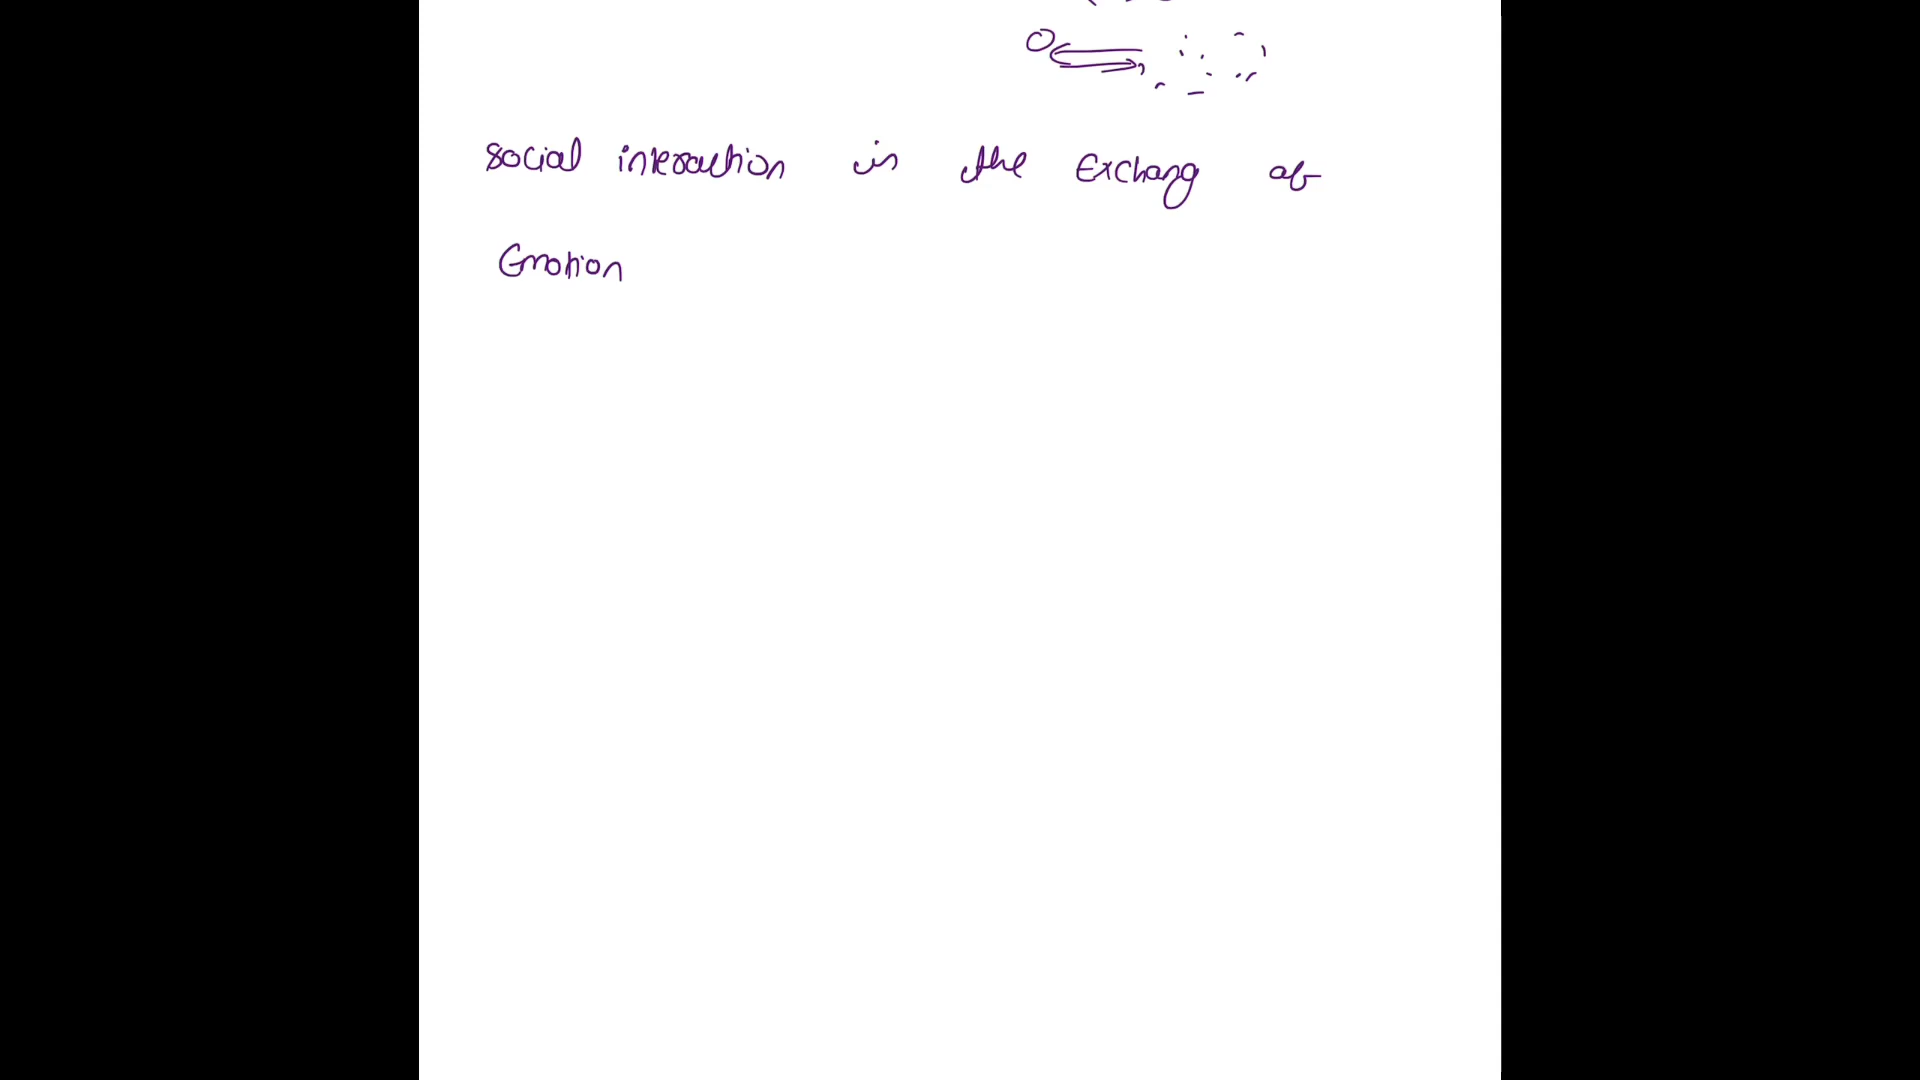 social interaction is the Exchang of
Emotion